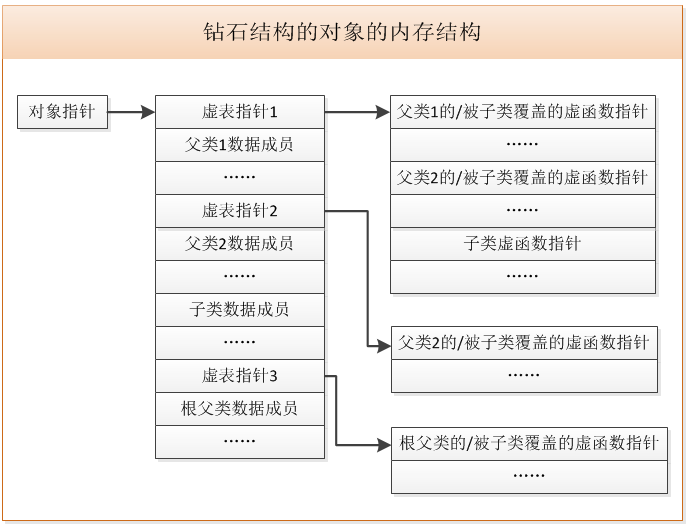 钻石结构的对象的内存结构
对象指针
虚表指针1
父类1数据成员
……
虚表指针2
父类2数据成员
……
子类数据成员
……
虚表指针3
根父类数据成员
……
父类1的/被子类覆盖的虚函数指针
……
父类2的/被子类覆盖的虚函数指针
……
子类虚函数指针
……
父类2的/被子类覆盖的虚函数指针
……
根父类的/被子类覆盖的虚函数指针
……